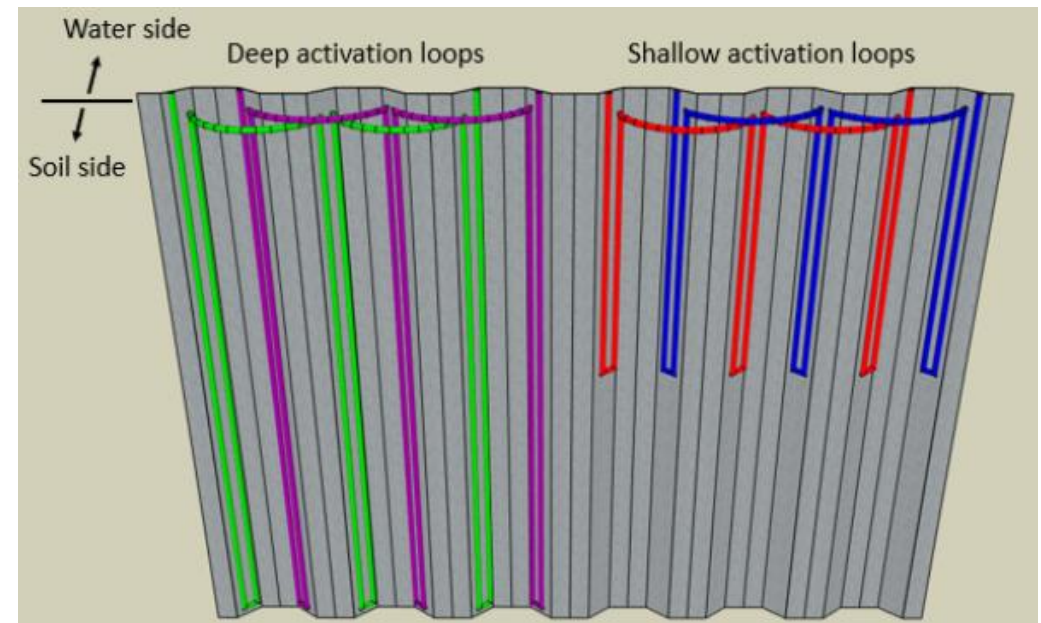 Water side
Deep activation loops
Shallow activation loops
Soil side